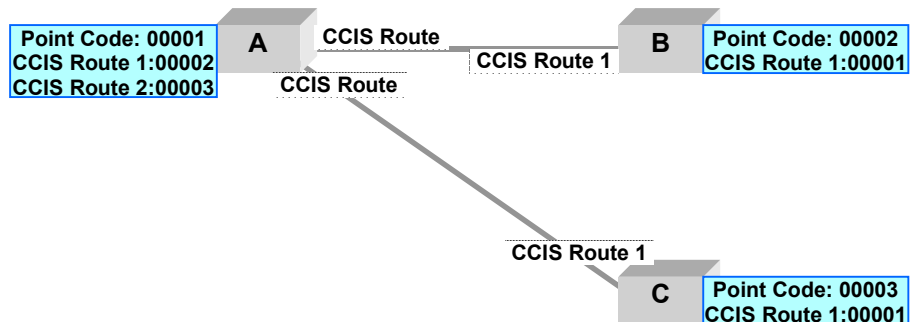 Point Code: 00001
CCIS Route 1:00002
CCIS Route 2:00003
A
CCIS Route
CCIS Route 1
B
Point Code: 00002
CCIS Route 1:00001
CCIS Route
CCIS Route 1
C
Point Code: 00003
CCIS Route 1:00001